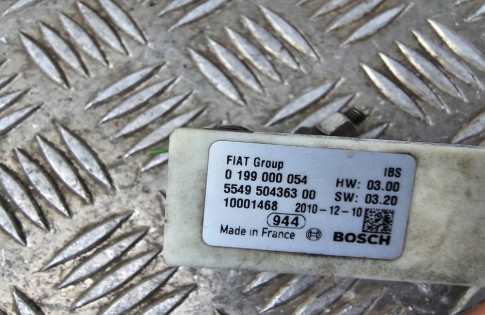 FIAT Group IBS
0 199 000 054 HW: 03.00
5549 504363 00 SW: 03.20
10001468 2010-12-10
944
Made in France BOSCH